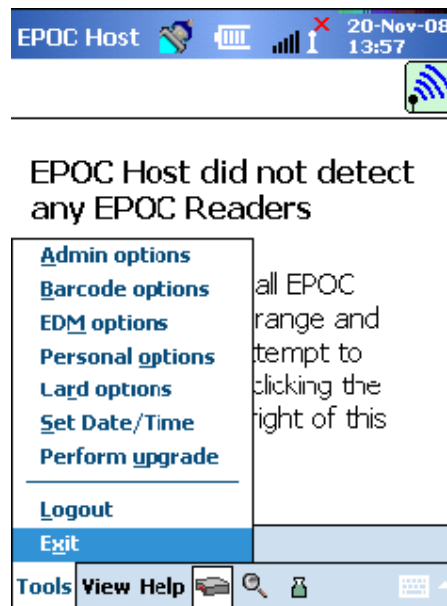 EPOC Host
20-Nov-08
13:57
EPOC Host did not detect
any EPOC Readers
all EPOC
range and
tempt to
clicking the
right of this
Admin options
Barcode options
EDM options
Personal options
Card options
Set Date/Time
Perform upgrade
Logout
Exit
Tools View Help